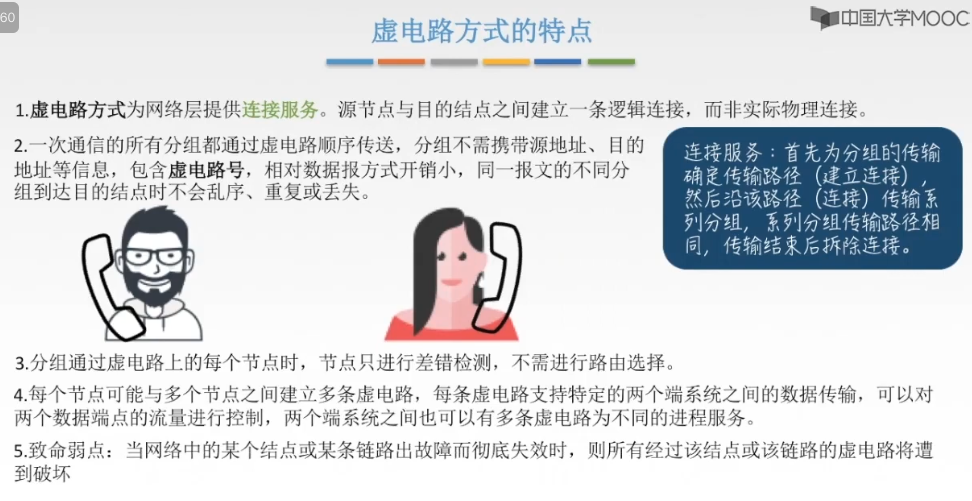 60
中国大学MOOC
虚电路方式的特点
1.虚电路方式为网络层提供连接服务。源节点与目的结点之间建立一条逻辑连接，而非实际物理连接。
2.一次通信的所有分组都通过虚电路顺序传送，分组不需携带源地址、目的
地址等信息，包含虚电路号，相对数据报方式开销小，同一报文的不同分
组到达目的结点时不会乱序、重复或丢失。
连接服务：首先为分组的传输
确定传输路径（建立连接），
然后沿该路径（连接）传输系
列分组，系列分组传输路径相
同，传输结束后拆除连接。
3.分组通过虚电路上的每个节点时，节点只进行差错检测，不需进行路由选择。
4.每个节点可能与多个节点之间建立多条虚电路，每条虚电路支持特定的两个端系统之间的数据传输，可以对
两个数据端点的流量进行控制，两个端系统之间也可以有多条虚电路为不同的进程服务。
5.致命弱点：当网络中的某个结点或某条链路出故障而彻底失效时，则所有经过该结点或该链路的虚电路将遭
到破坏